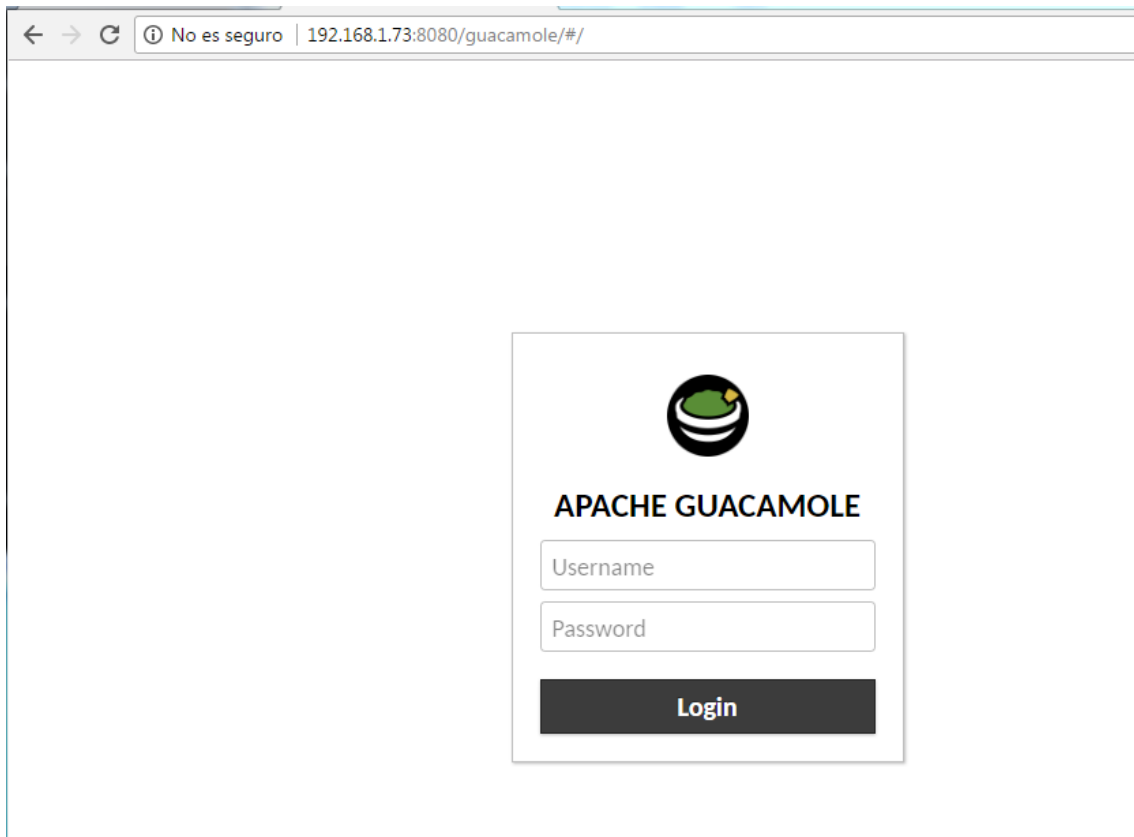 No es seguro 192.168.1.73:8080/guacamole/#/
APACHE GUACAMOLE
Username
Password
Login